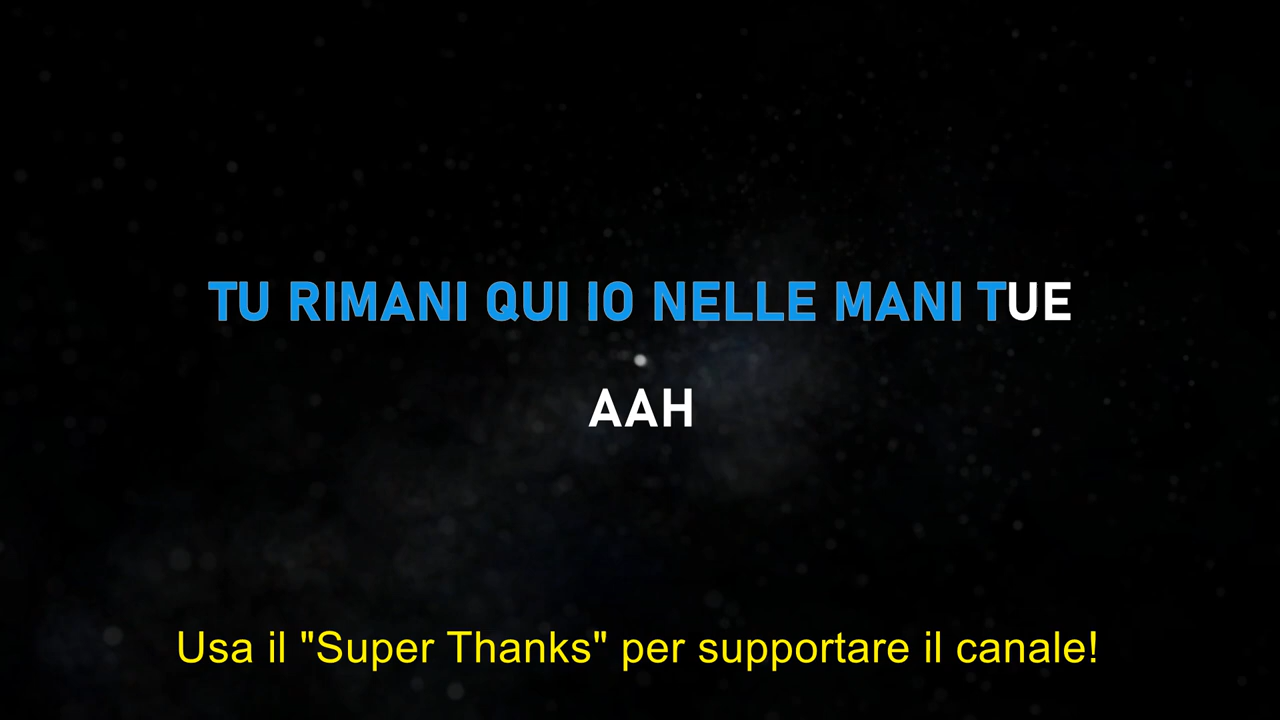 TU RIMANI QUI IO NELLE MANI TUE
AAH
Usa il "Super Thanks" per supportare il canale!